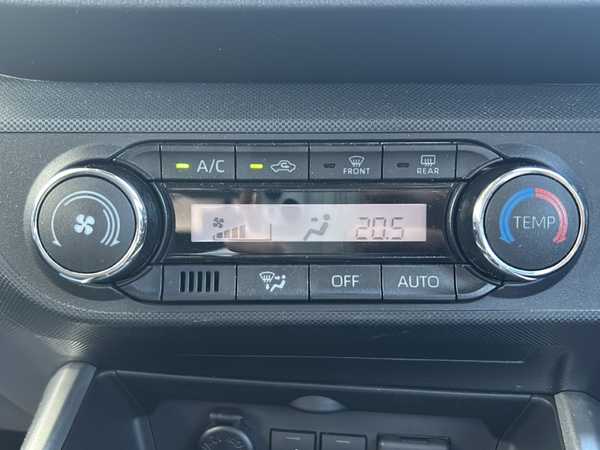 A/C
FRONT
REAR
20.5
TEMP
OFF
AUTO